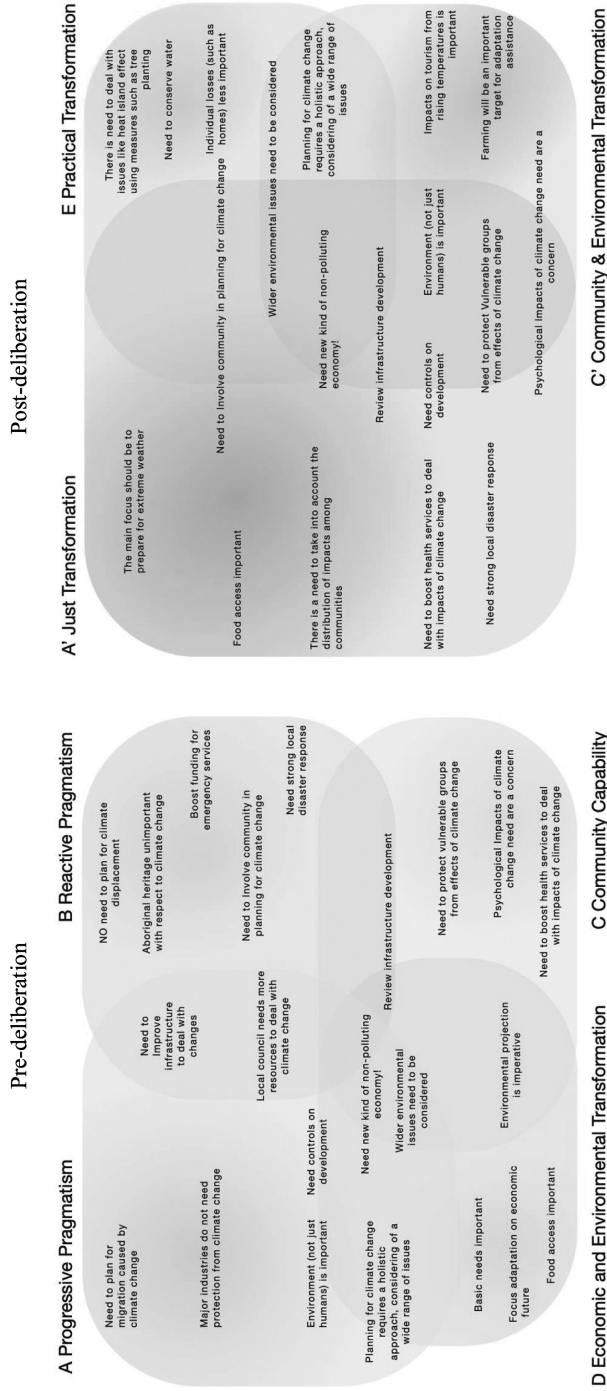 Pre-deliberation
A Progressive Pragmatism
B Reactive Pragmatism
Need to plan for
migration caused by
climate change
Major industries do not need
protection from climate change
Environment (not just
humans) is important
Need controls on
development
Planning for climate change
requires a holistic
approach, considering of a
wide range of issues
Need to
Improve
infrastructure
to deal with
changes
Local council needs more
resources to deal with
climate change
NO need to plan for climate
displacement
Aboriginal heritage unimportant
with respect to climate change
Boost funding for
emergency services
Need to Involve community in
planning for climate change
Need strong local
disaster response
Need new kind of non-polluting
economy!
Wider environmental
issues need to be
considered
Review infrastructure development
Basic needs important
Focus adaptation on economic
future
Food access important
Environmental projection
is imperative
Need to protect vulnerable groups
from effects of climate change
Psychological Impacts of climate
change need are a concern
Need to boost health services to deal
with impacts of climate change
D Economic and Environmental Transformation
C Community Capability
Post-deliberation
A' Just Transformation
E Practical Transformation
The main focus should be to
prepare for extreme weather
Food access important
There is a need to take into account the
distribution of impacts among
communities
Need to boost health services to deal
with impacts of climate change
Need strong local disaster response
There is need to deal with
issues like heat island effect
using measures such as tree
planting
Need to conserve water
Individual losses (such as
homes) less important
Need to Involve community in planning for climate change
Wider environmental issues need to be considered
Planning for climate change
requires a holistic approach,
considering of a wide range of
issues
Need new kind of non-polluting
economy!
Review infrastructure development
Need controls on
development
Environment (not just
humans) is important
Impacts on tourism from
rising temperatures is
important
Need to protect Vulnerable groups
from effects of climate change
Farming will be an important
target for adaptation
assistance
Psychological Impacts of climate change need are a
concern
C' Community & Environmental Transformation